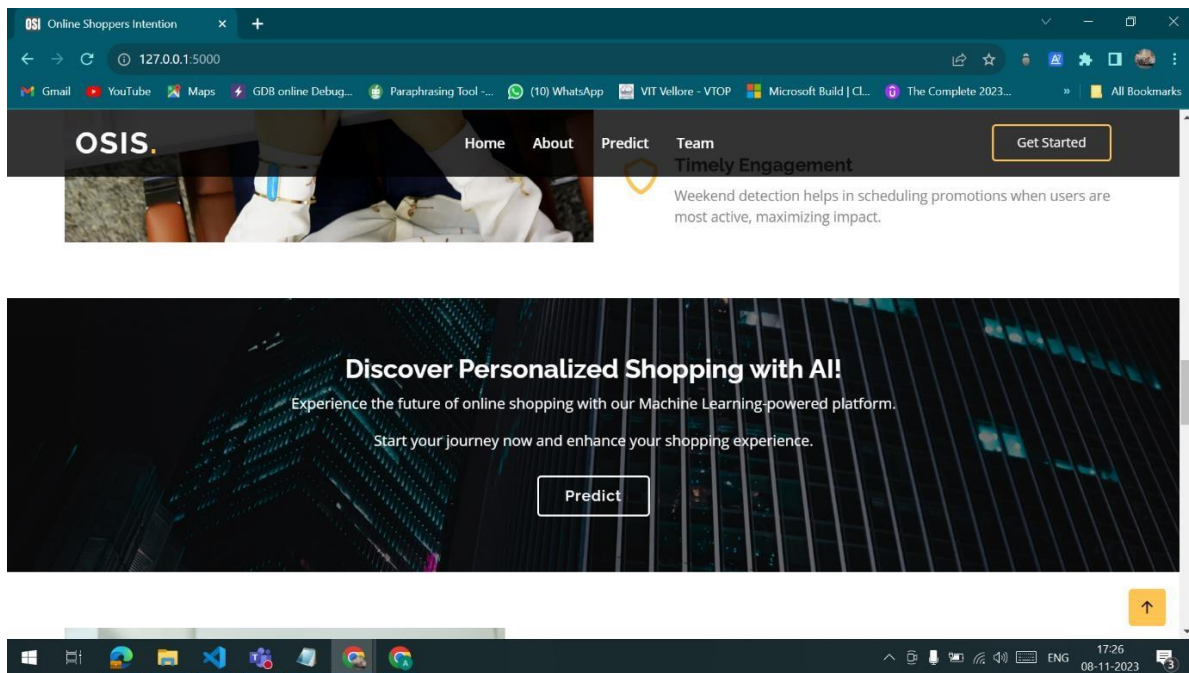 OSI Online Shoppers Intention
127.0.0.1:5000
Gmail YouTube Maps GDB online Debug... Paraphrasing Tool -... (10) WhatsApp VIT Vellore - VTOP Microsoft Build | Cl... The Complete 2023... » All Bookmarks
OSIS. Home About Predict Team Get Started
Timely Engagement
Weekend detection helps in scheduling promotions when users are
most active, maximizing impact.
Discover Personalized Shopping with AI!
Experience the future of online shopping with our Machine Learning-powered platform.
Start your journey now and enhance your shopping experience.
Predict
ENG 17:26
08-11-2023 3